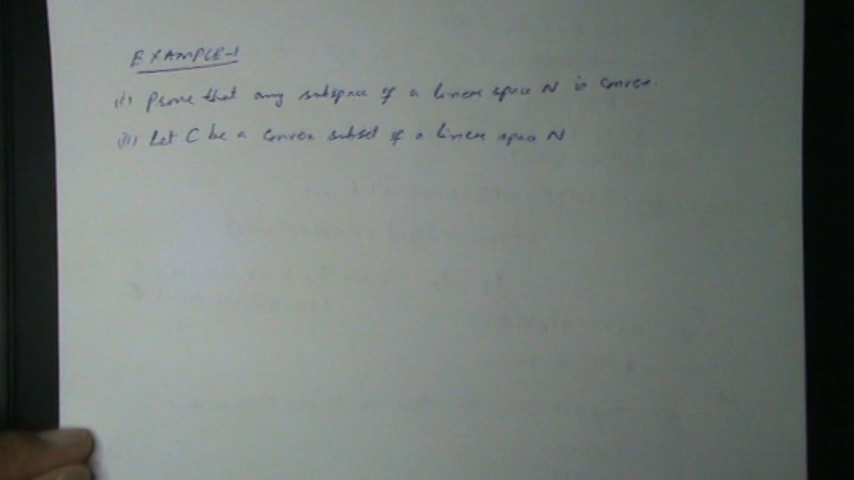 EXAMPLE-1
(i) Prove that any subspace of a linear space N is convex.
(ii) Let C be a convex subset of a linear space N